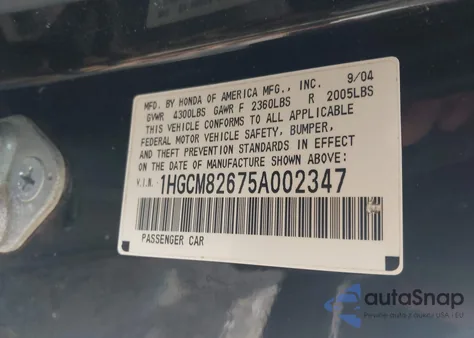 MFD. BY HONDA OF AMERICA MFG., INC. 9/04
GVWR 4300LBS GAWR F 2360LBS R 2005LBS
THIS VEHICLE CONFORMS TO ALL APPLICABLE
FEDERAL MOTOR VEHICLE SAFETY, BUMPER,
AND THEFT PREVENTION STANDARDS IN EFFECT
ON THE DATE OF MANUFACTURE SHOWN ABOVE:
V.I.N. 1HGCM82675A002347
PASSENGER CAR
autoSnap